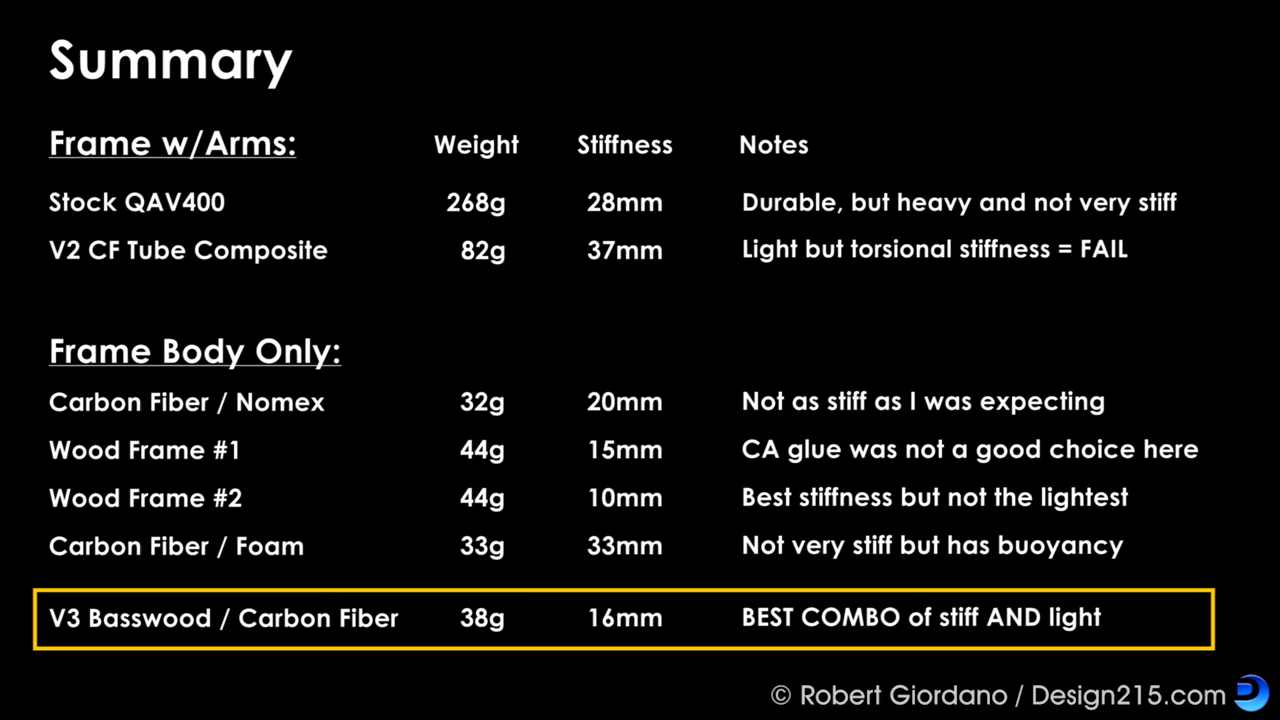 Summary
Frame w/Arms: Weight Stiffness Notes
Stock QAV400 268g 28mm Durable, but heavy and not very stiff
V2 CF Tube Composite 82g 37mm Light but torsional stiffness = FAIL
Frame Body Only:
Carbon Fiber / Nomex 32g 20mm Not as stiff as I was expecting
Wood Frame #1 44g 15mm CA glue was not a good choice here
Wood Frame #2 44g 10mm Best stiffness but not the lightest
Carbon Fiber / Foam 33g 33mm Not very stiff but has buoyancy
V3 Basswood / Carbon Fiber 38g 16mm BEST COMBO of stiff AND light
© Robert Giordano / Design215.com